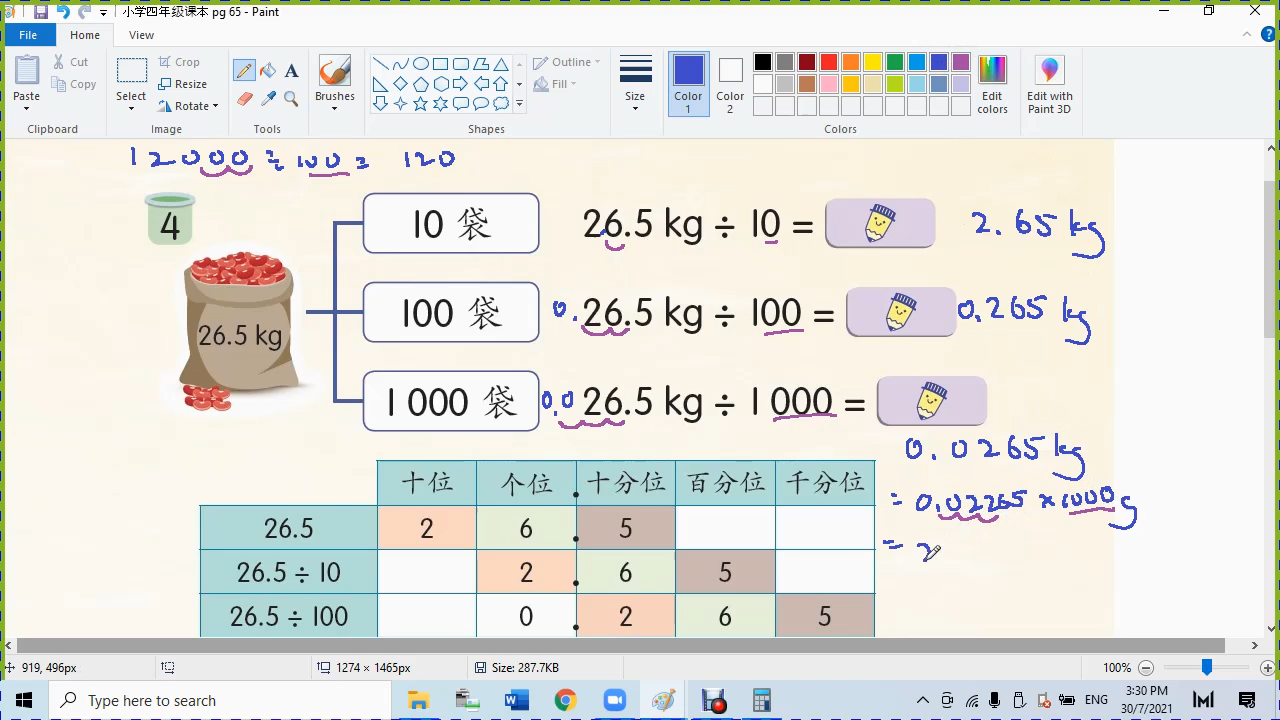 小学四年级课本 pg 65 - Paint
File Home View
Paste Cut Copy Select Crop Resize Rotate Brushes Outline Fill Size Color 1 Color 2 Edit colors Edit with Paint 3D
Clipboard Image Tools Shapes Colors
12000 ÷ 100 = 120
4
10 袋 26.5 kg ÷ 10 = 2.65 kg
26.5 kg
100 袋 0. 26.5 kg ÷ 100 = 0.265 kg
1 000 袋 0.0 26.5 kg ÷ 1 000 =
0.0265 kg
= 0.02265 × 1000 g
= 2
十位 个位 . 十分位 百分位 千分位
26.5 2 6 . 5
26.5 ÷ 10 2 . 6 5
26.5 ÷ 100 0 . 2 6 5
919, 496px 1274 × 1465px Size: 287.7KB 100%
Type here to search
ENG
3:30 PM
30/7/2021